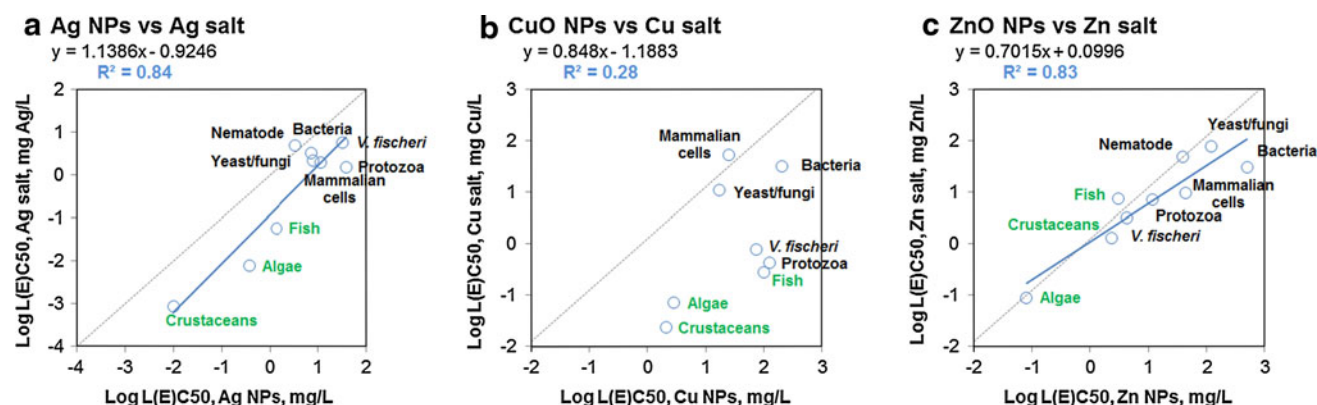 a Ag NPs vs Ag salt
y = 1.1386x - 0.9246
R² = 0.84
Log L(E)C50, Ag salt, mg Ag/L
2
1
0
-1
-2
-3
-4
Nematode
Bacteria
V. fischeri
Yeast/fungi
Protozoa
Mammalian
cells
Fish
Algae
Crustaceans
-4 -3 -2 -1 0 1 2
Log L(E)C50, Ag NPs, mg/L
b CuO NPs vs Cu salt
y = 0.848x - 1.1883
R² = 0.28
Log L(E)C50, Cu salt, mg Cu/L
3
2
1
0
-1
-2
Mammalian
cells
Bacteria
Yeast/fungi
V. fischeri
Protozoa
Fish
Algae
Crustaceans
-2 -1 0 1 2 3
Log L(E)C50, Cu NPs, mg/L
c ZnO NPs vs Zn salt
y = 0.7015x + 0.0996
R² = 0.83
Log L(E)C50, Zn salt, mg Zn/L
3
2
1
0
-1
-2
Yeast/fungi
Nematode
Bacteria
Fish
Mammalian
cells
Crustaceans
Protozoa
V. fischeri
Algae
-2 -1 0 1 2 3
Log L(E)C50, Zn NPs, mg/L